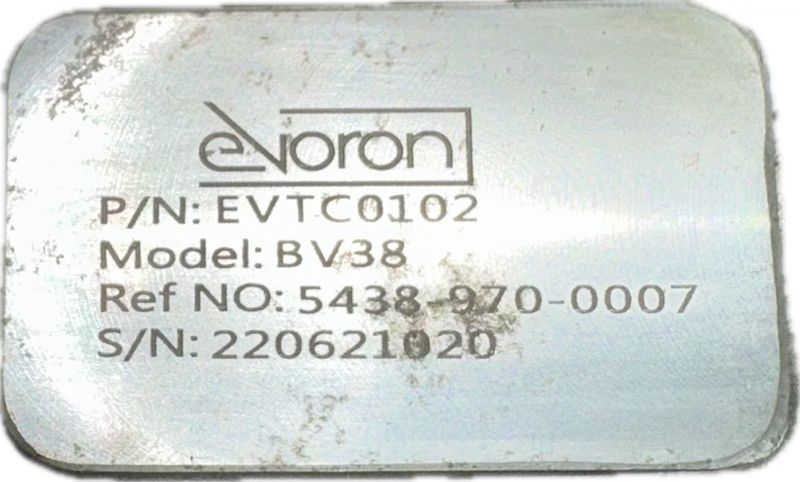 evoron
P/N: EVTC0102
Model: BV38
Ref NO: 5438-970-0007
S/N: 220621020